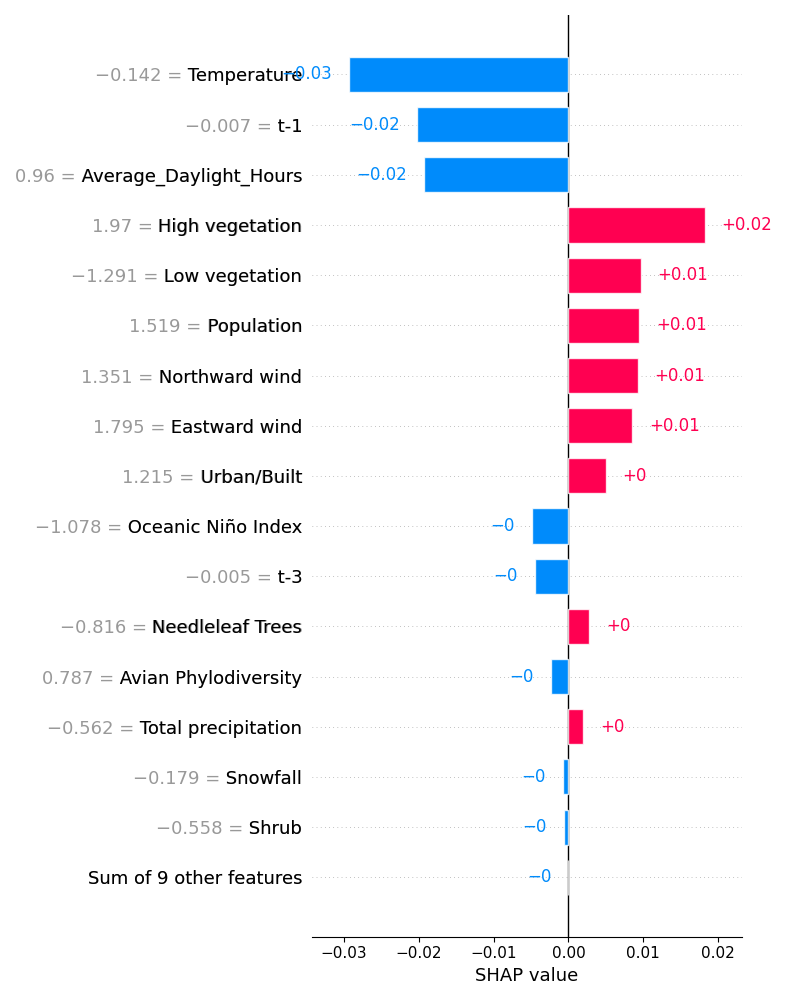 −0.142 = Temperature −0.03
−0.007 = t-1 −0.02
0.96 = Average_Daylight_Hours −0.02
1.97 = High vegetation +0.02
−1.291 = Low vegetation +0.01
1.519 = Population +0.01
1.351 = Northward wind +0.01
1.795 = Eastward wind +0.01
1.215 = Urban/Built +0
−1.078 = Oceanic Niño Index −0
−0.005 = t-3 −0
−0.816 = Needleleaf Trees +0
0.787 = Avian Phylodiversity −0
−0.562 = Total precipitation +0
−0.179 = Snowfall −0
−0.558 = Shrub −0
Sum of 9 other features −0
−0.03 −0.02 −0.01 0.00 0.01 0.02
SHAP value